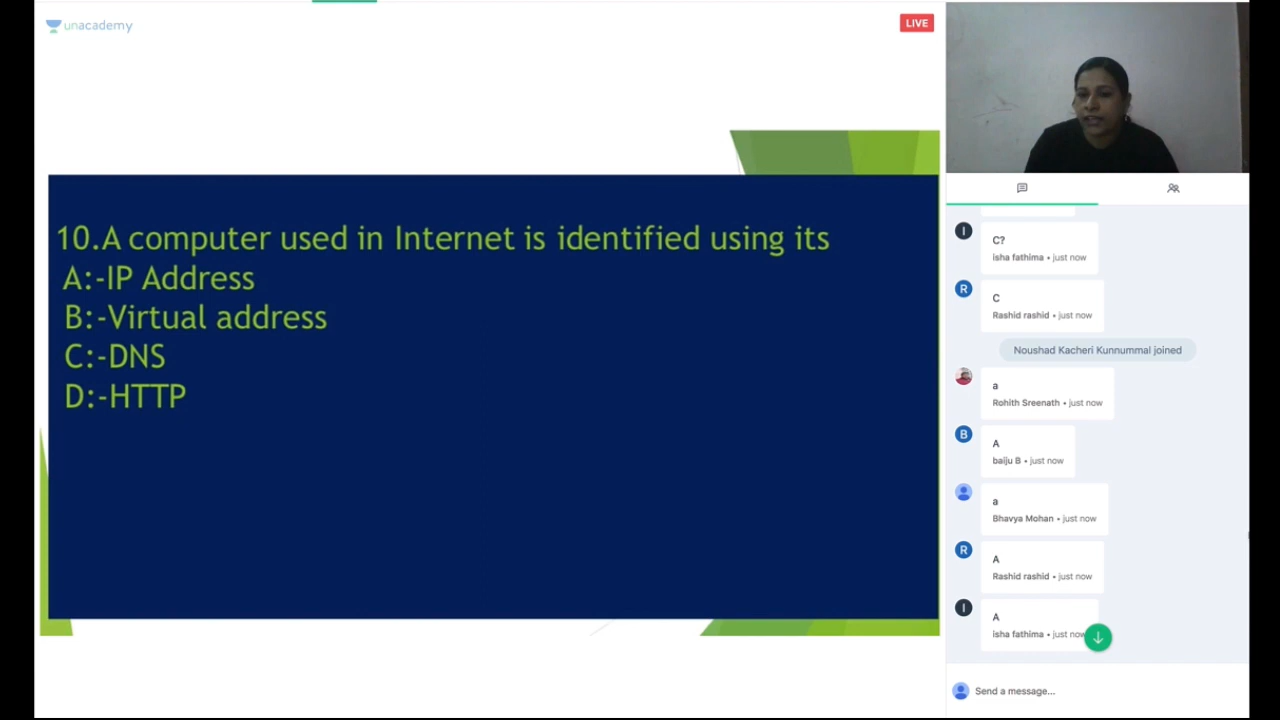 unacademy
LIVE
10.A computer used in Internet is identified using its
A:-IP Address
B:-Virtual address
C:-DNS
D:-HTTP
I
C?
isha fathima • just now
R
C
Rashid rashid • just now
Noushad Kacheri Kunnummal joined
a
Rohith Sreenath • just now
B
A
baiju B • just now
a
Bhavya Mohan • just now
R
A
Rashid rashid • just now
I
A
isha fathima • just now
Send a message...